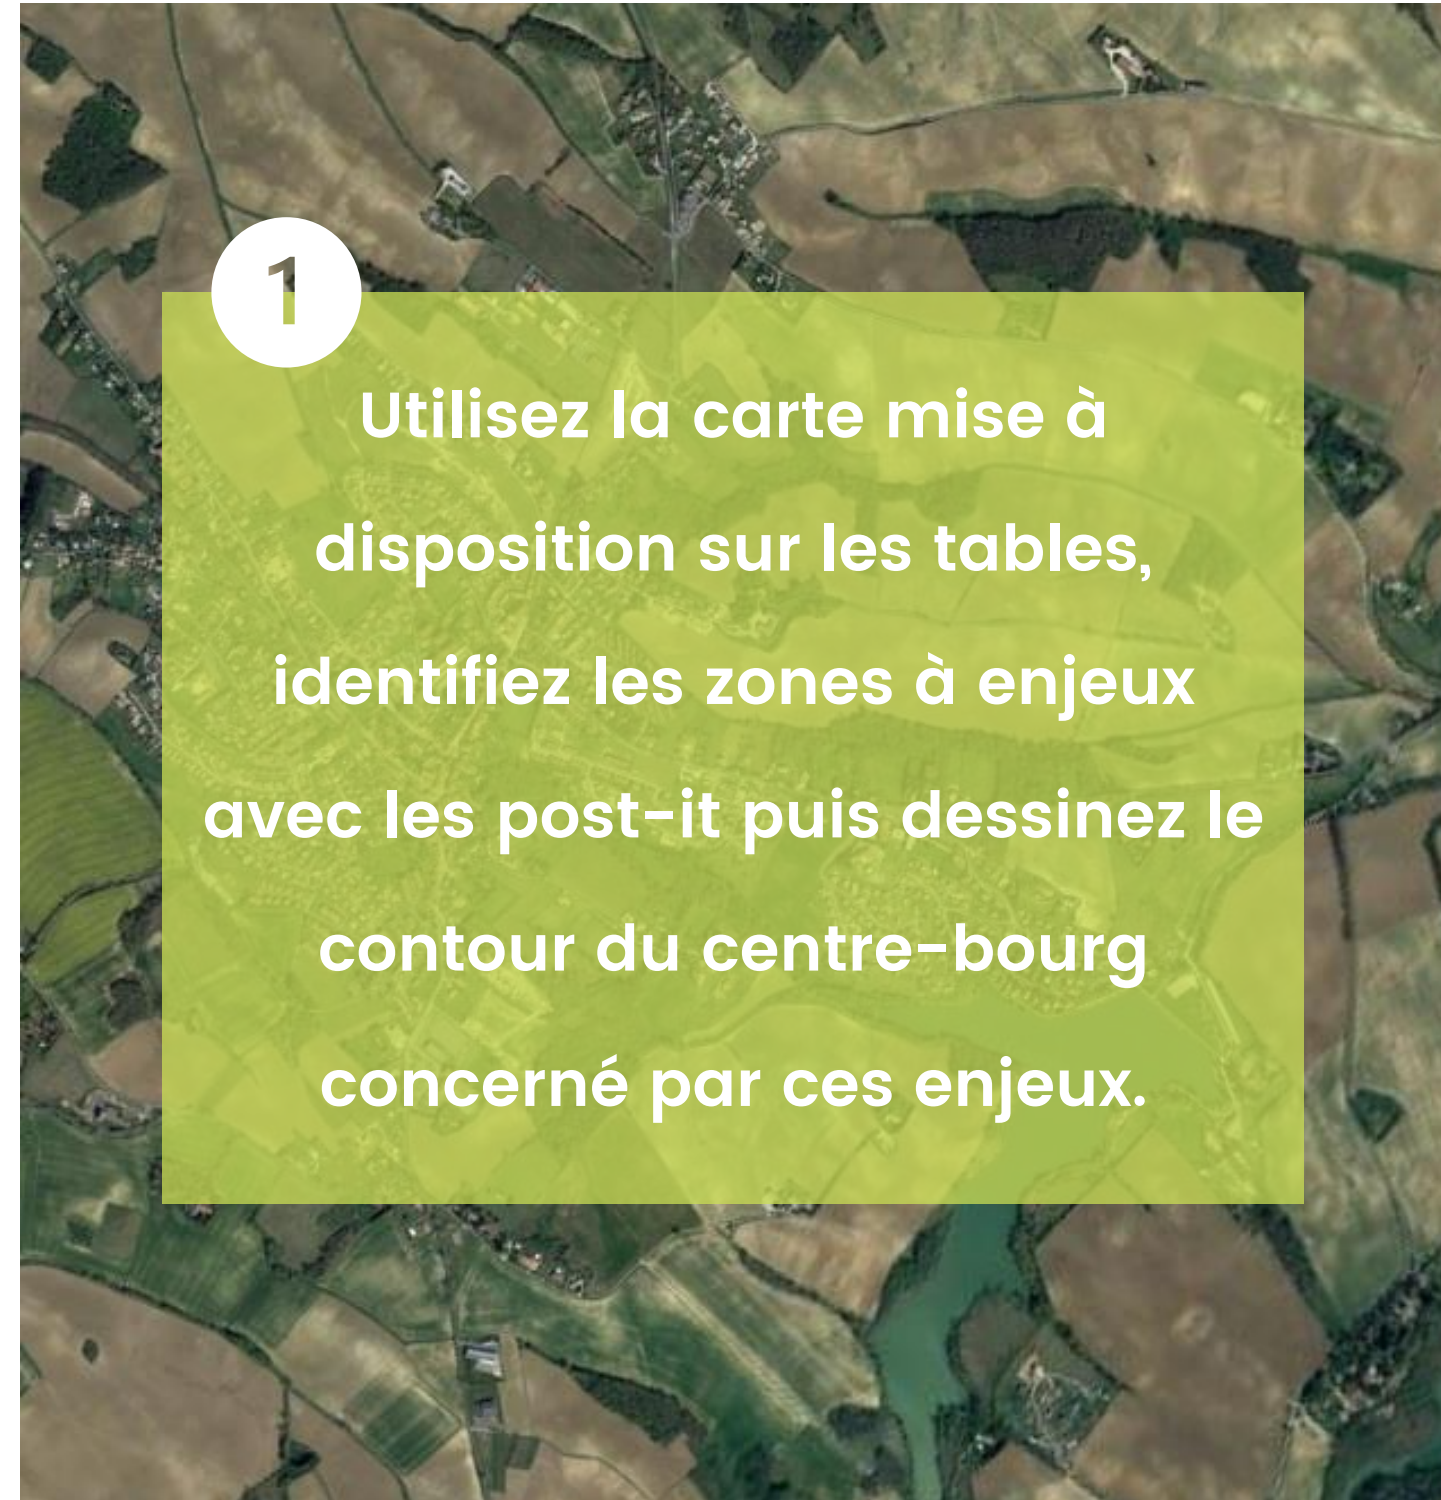 1
Utilisez la carte mise à
disposition sur les tables,
identifiez les zones à enjeux
avec les post-it puis dessinez le
contour du centre-bourg
concerné par ces enjeux.